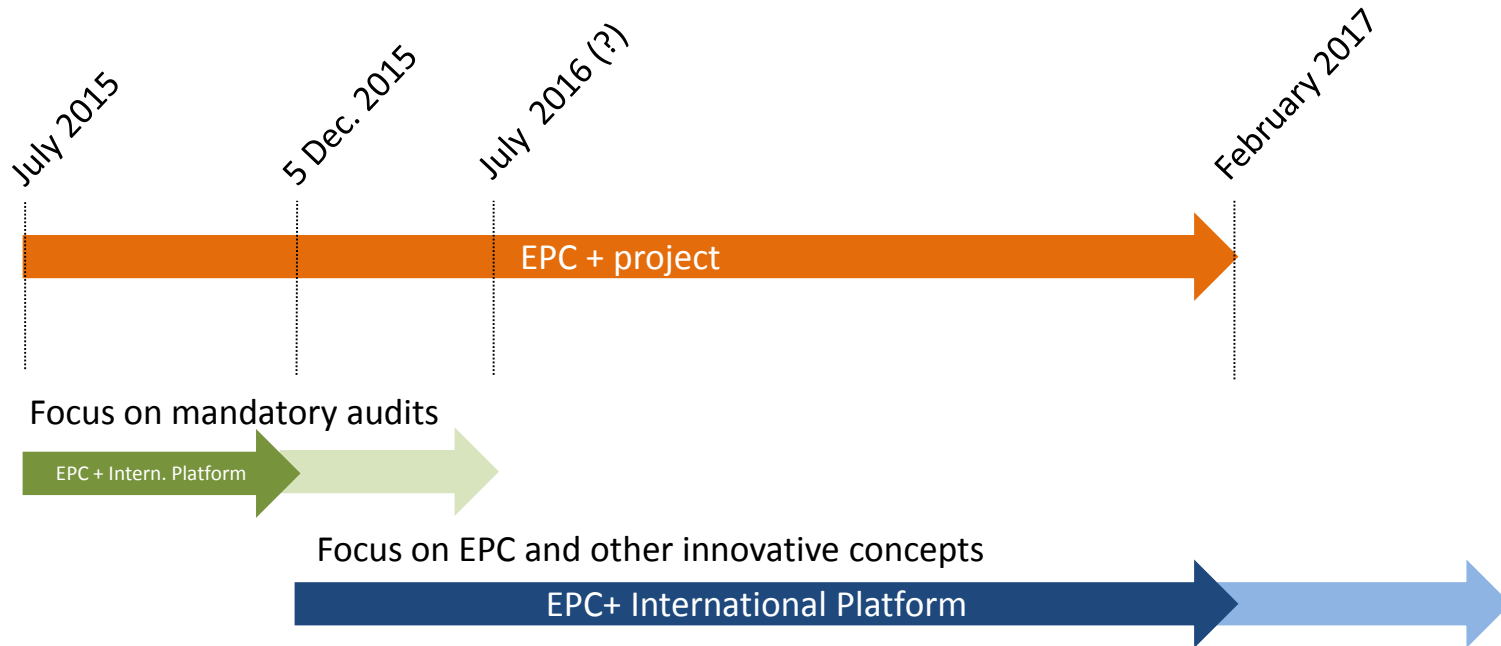 July 2015
5 Dec. 2015
July 2016 (?)
February 2017
EPC + project
Focus on mandatory audits
EPC + Intern. Platform
Focus on EPC and other innovative concepts
EPC+ International Platform